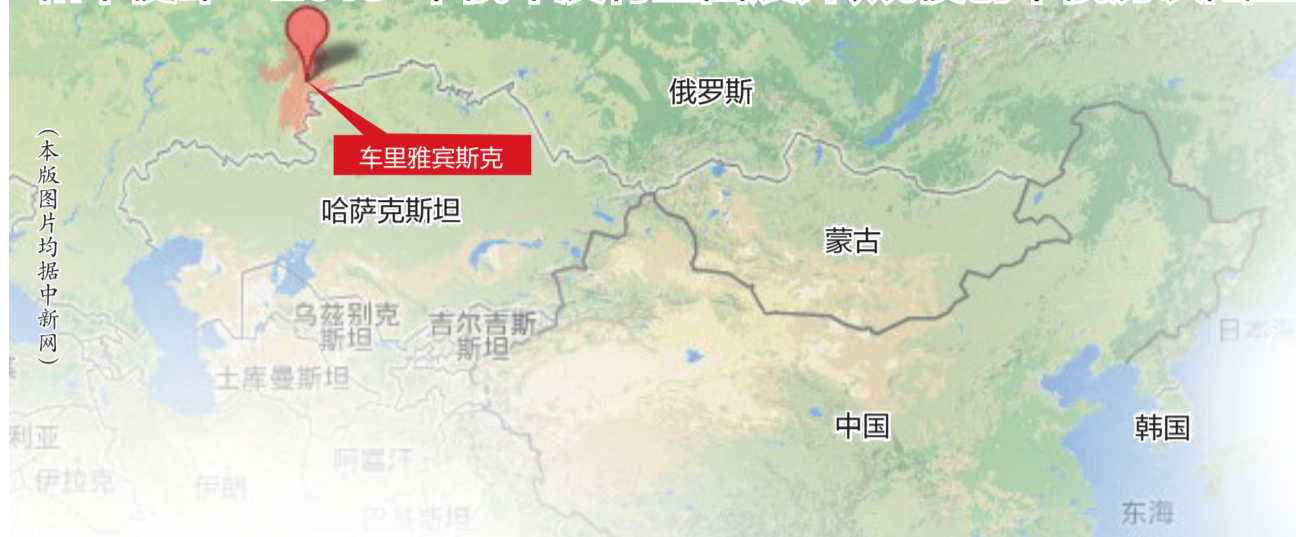 俄罗斯
车里雅宾斯克
(本版图片均据中新网)
哈萨克斯坦
蒙古
乌兹别克
斯坦
吉尔吉斯
斯坦
日本海
土库曼斯坦
中国
韩国
利亚
阿富汗
伊拉克
伊朗
巴基斯坦
东海